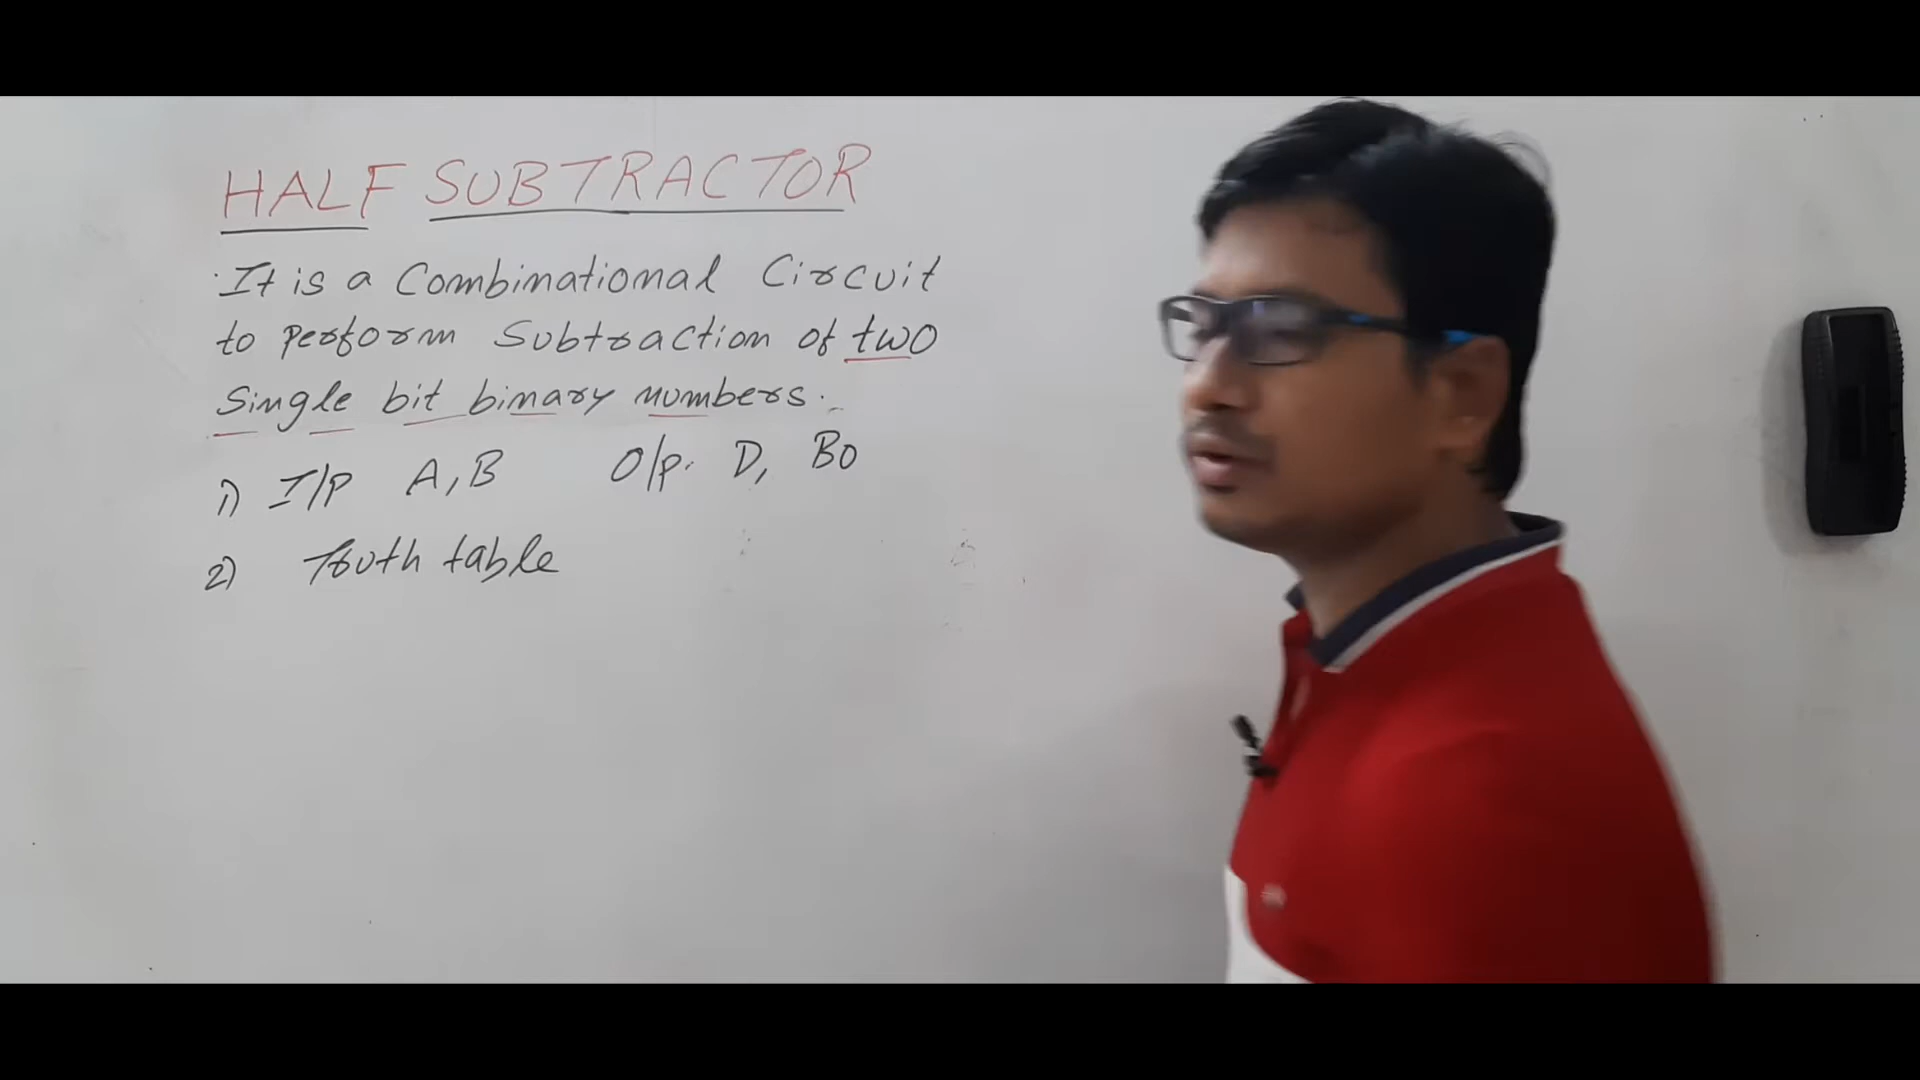 HALF SUBTRACTOR
It is a Combinational Circuit
to perform Subtraction of two
Single bit binary numbers.
1) I/P A, B O/p. D, Bo
2) Truth table